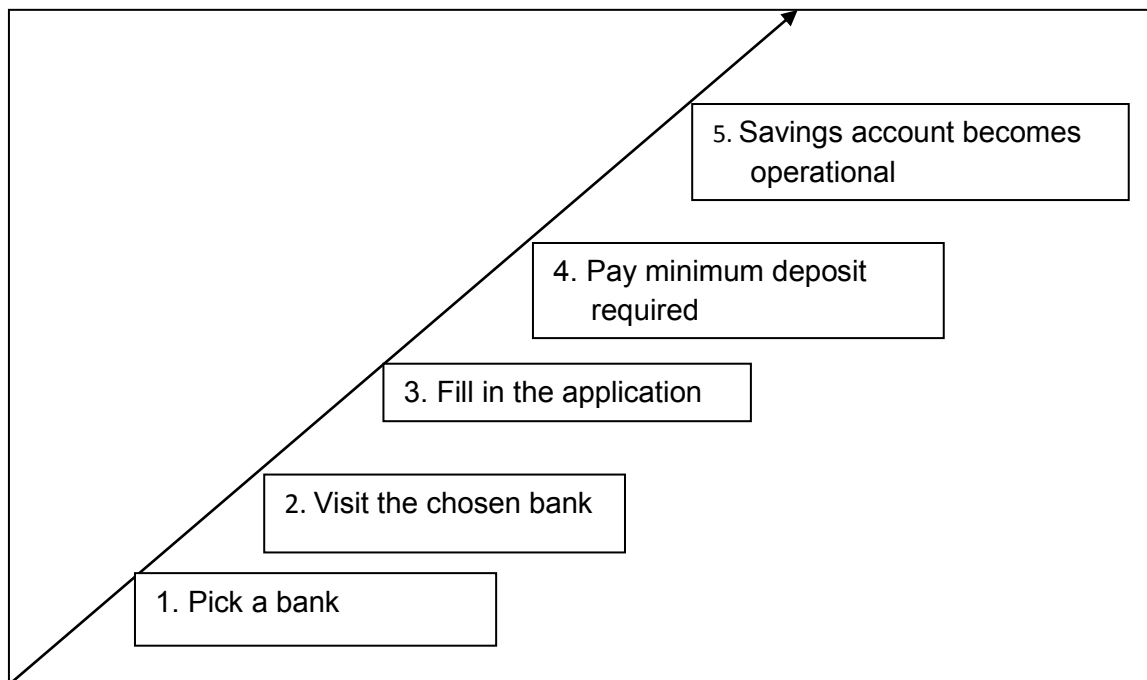 5. Savings account becomes
operational
4. Pay minimum deposit
required
3. Fill in the application
2. Visit the chosen bank
1. Pick a bank